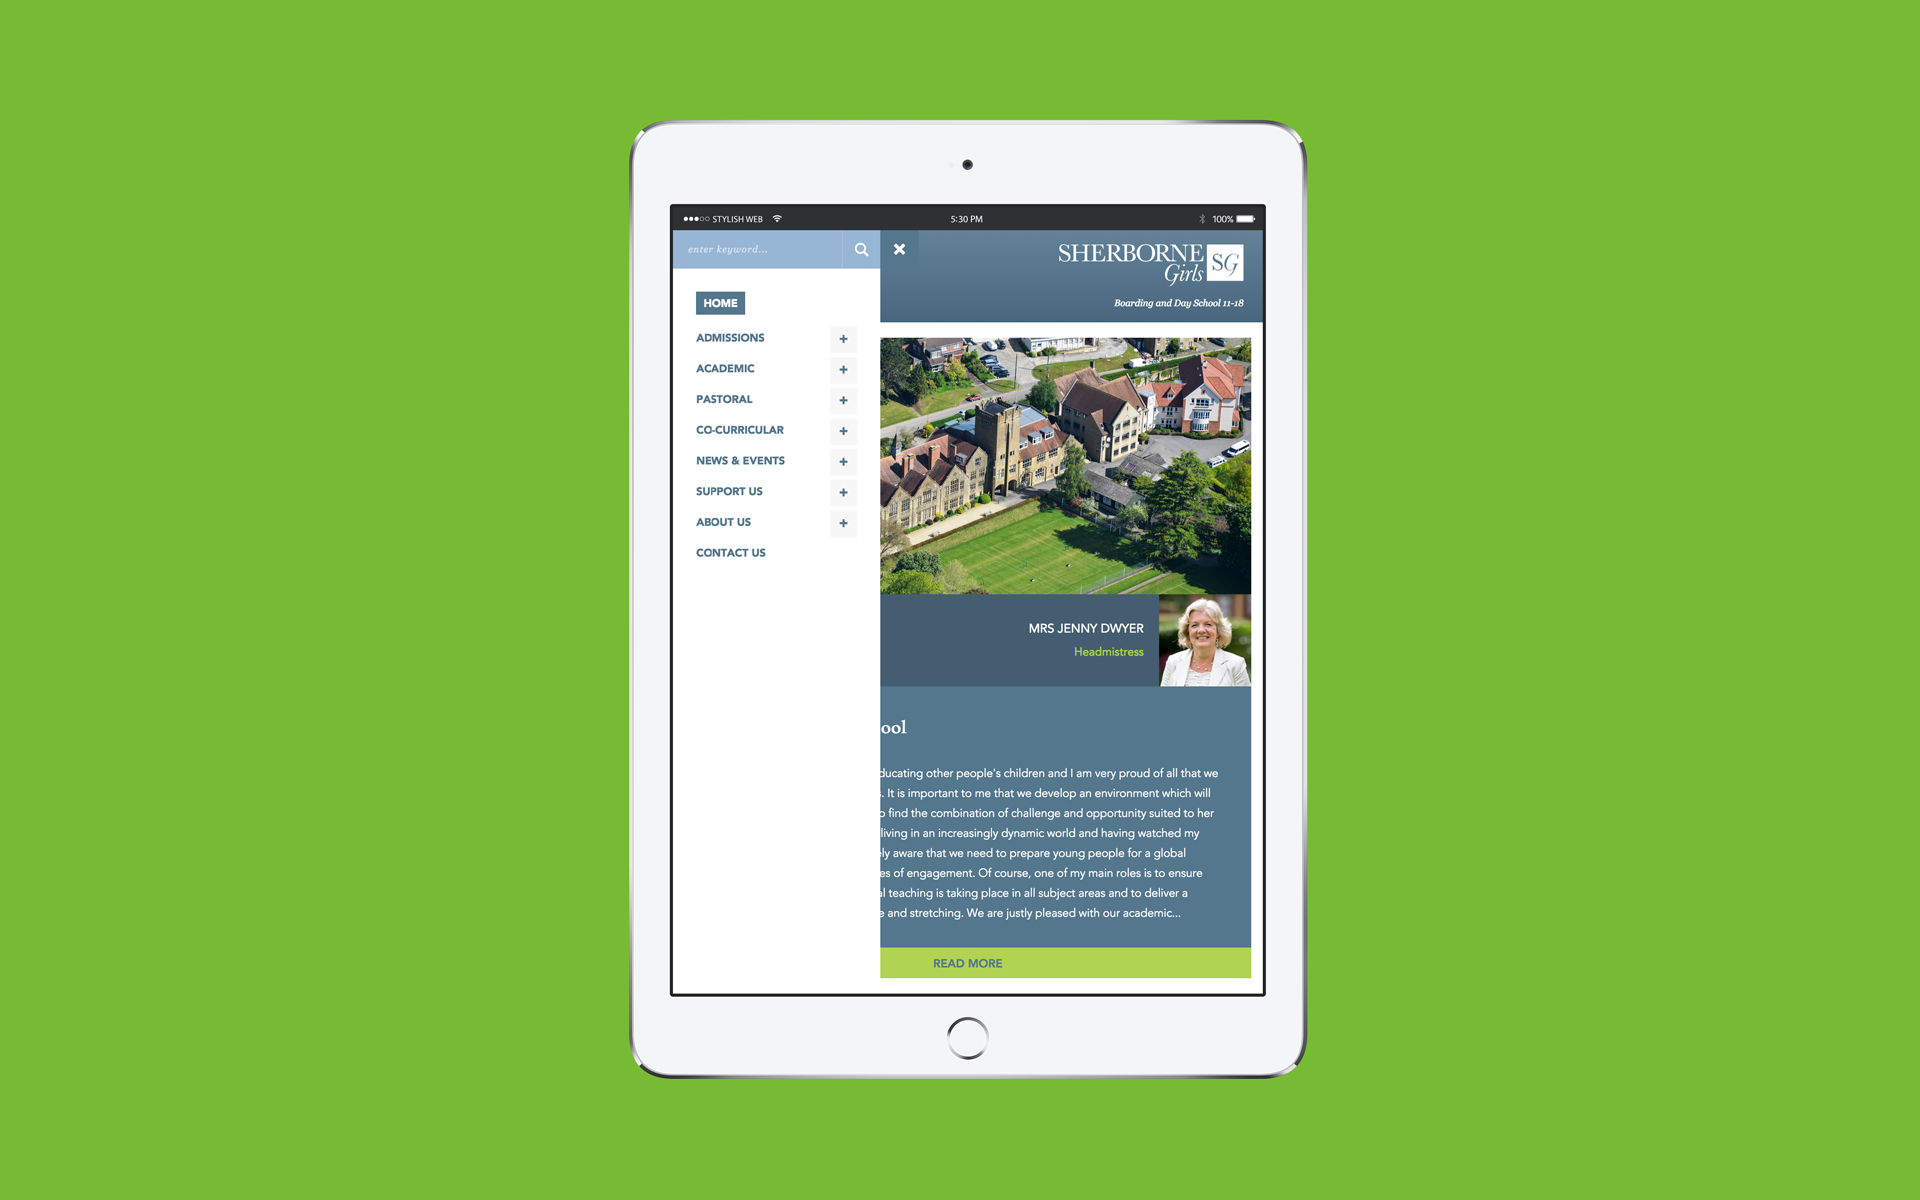 STYLISH WEB
5:30 PM
100%
enter keyword...
HOME
ADMISSIONS
ACADEMIC
PASTORAL
CO-CURRICULAR
NEWS & EVENTS
SUPPORT US
ABOUT US
CONTACT US
SHERBORNE
Girls
SG
Boarding and Day School 11-18
MRS JENNY DWYER
Headmistress
ool
ducating other people's children and I am very proud of all that we
. It is important to me that we develop an environment which will
o find the combination of challenge and opportunity suited to her
living in an increasingly dynamic world and having watched my
ly aware that we need to prepare young people for a global
es of engagement. Of course, one of my main roles is to ensure
al teaching is taking place in all subject areas and to deliver a
e and stretching. We are justly pleased with our academic...
READ MORE